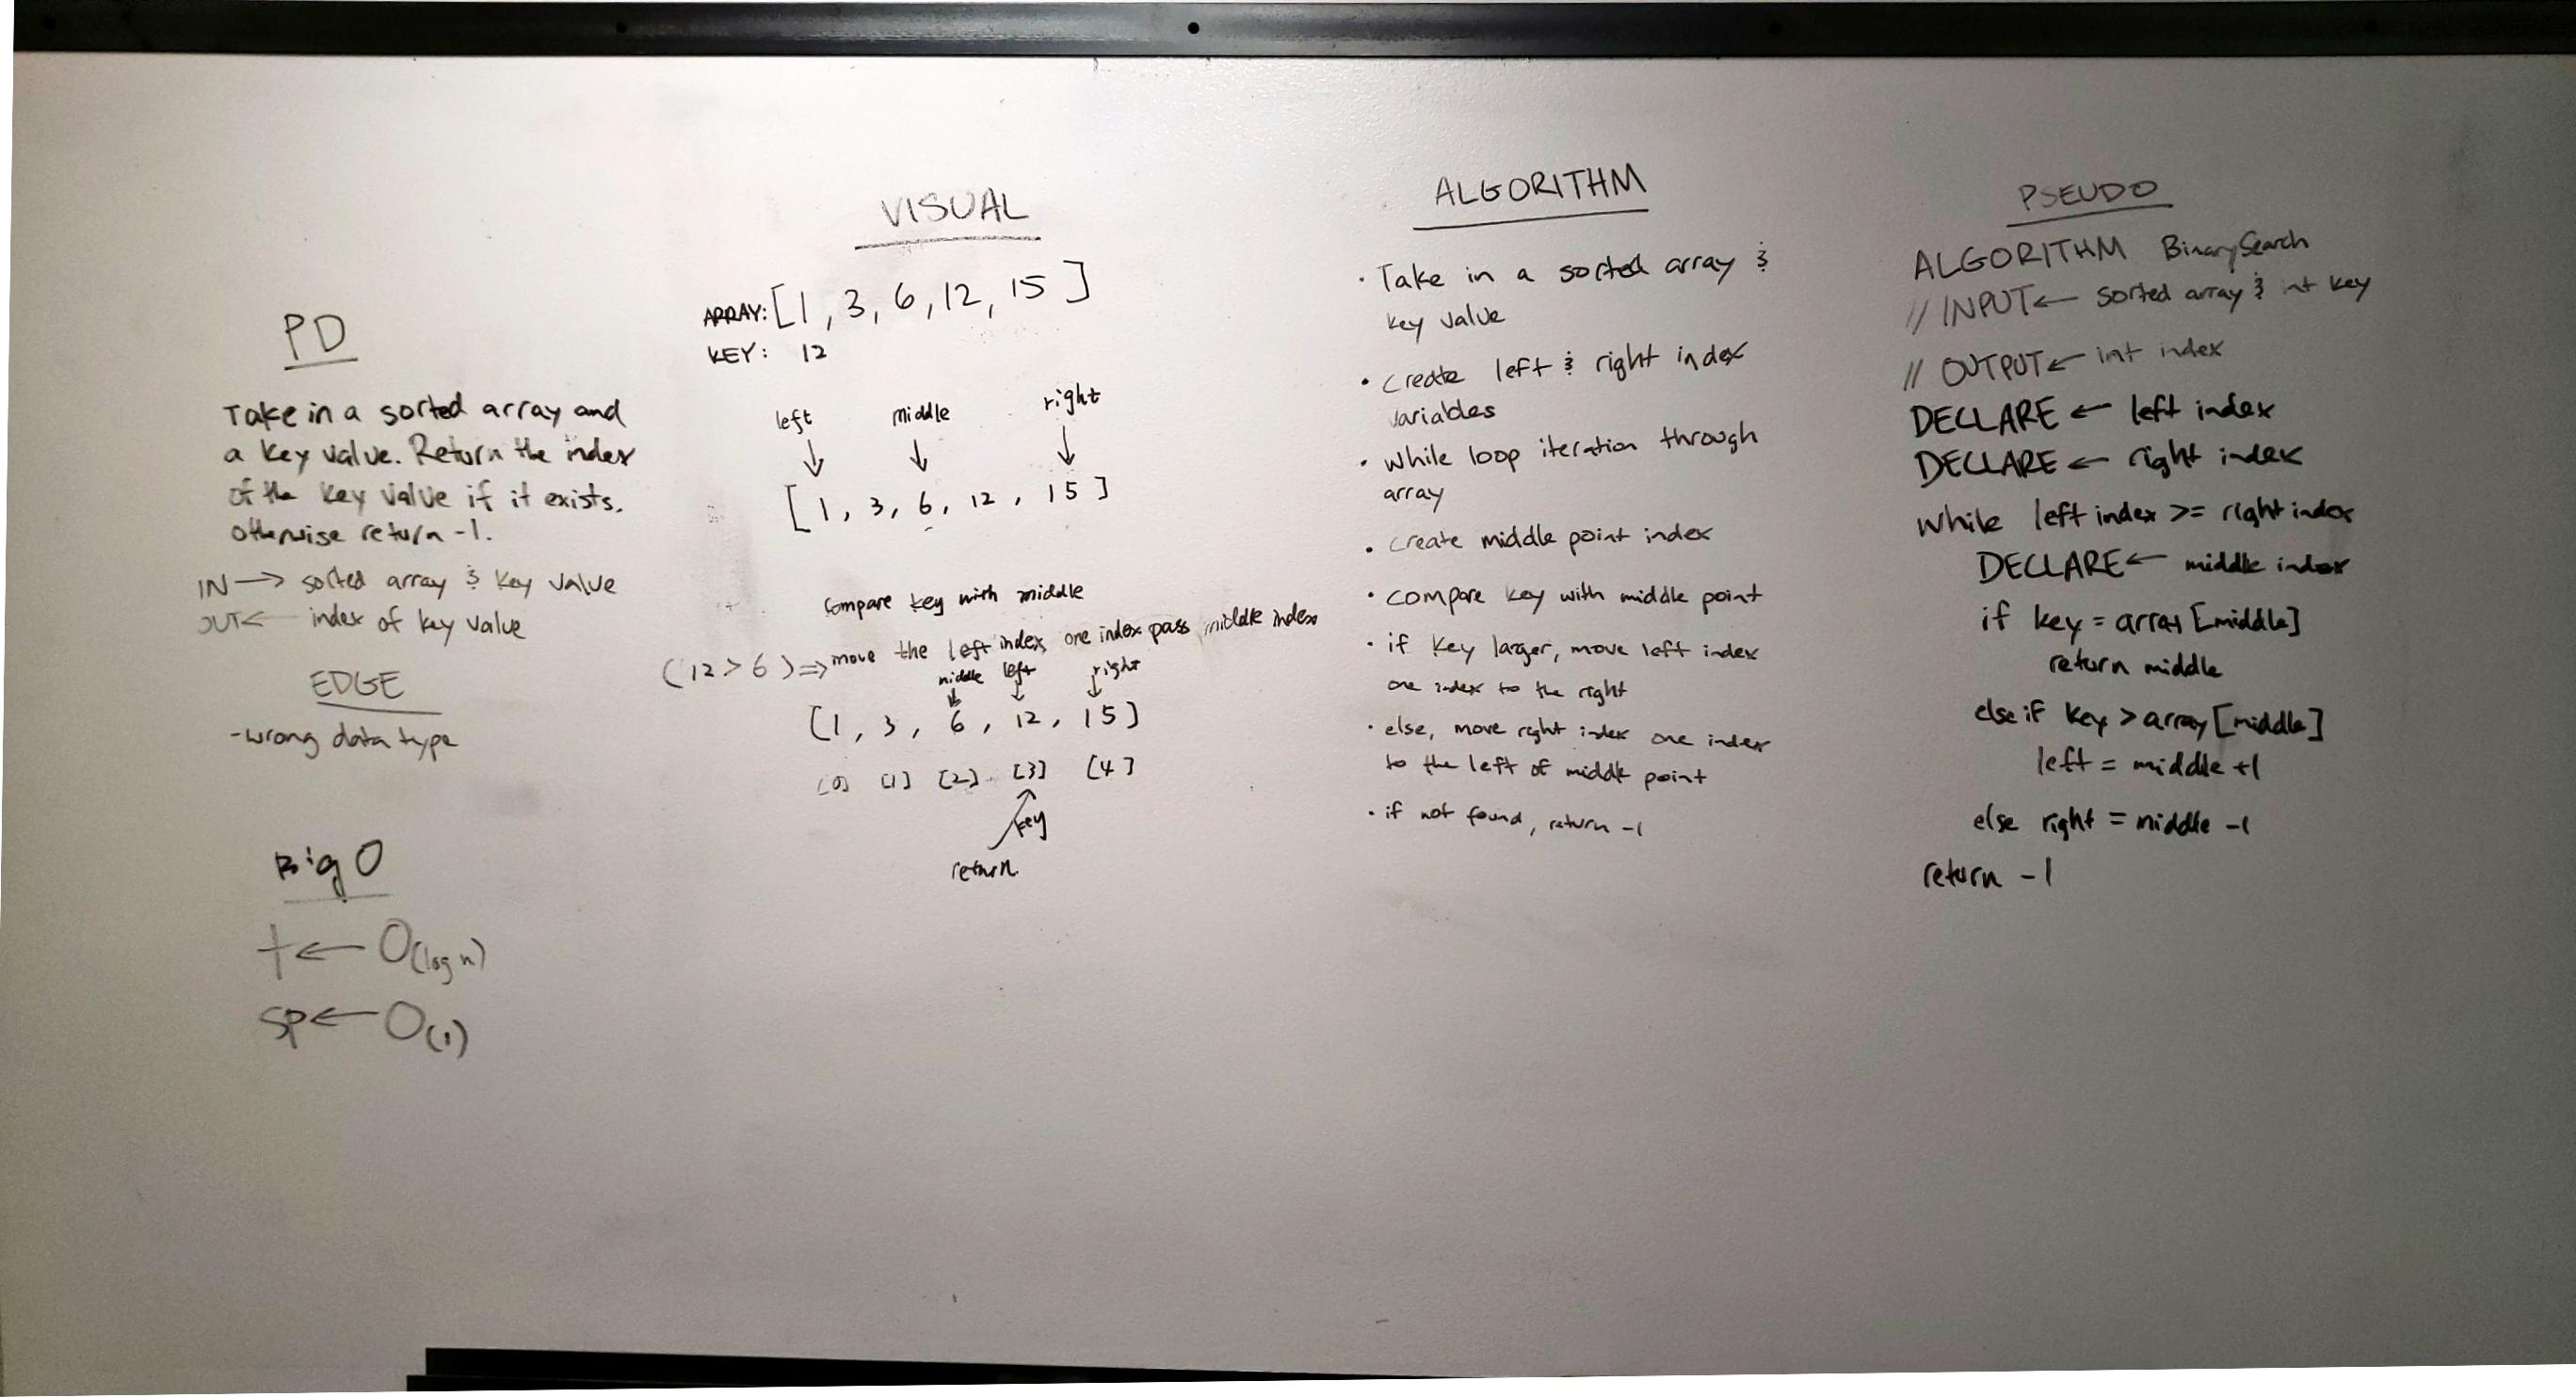 PD
Take in a sorted array and
a key value. Return the index
of the key value if it exists.
otherwise return -1.
IN → sorted array & key value
OUT ← index of key value
EDGE
- wrong data type
Big O
t ← O(log n)
sp ← O(1)
VISUAL
ARRAY: [1, 3, 6, 12, 15]
KEY: 12
left middle right
[1, 3, 6, 12, 15]
compare key with middle
(12 > 6) ⇒ move the left index one index pass middle index
middle left right
[1, 3, 6, 12, 15]
[0] [1] [2] [3] [4]
key
return
ALGORITHM
· Take in a sorted array &
key value
· create left & right index
variables
· while loop iteration through
array
· create middle point index
· compare key with middle point
· if key larger, move left index
one index to the right
· else, move right index one index
to the left of middle point
· if not found, return -1
PSEUDO
ALGORITHM BinarySearch
// INPUT ← sorted array & int key
// OUTPUT ← int index
DECLARE ← left index
DECLARE ← right index
while left index >= right index
DECLARE ← middle index
if key = array [middle]
return middle
else if key > array [middle]
left = middle +1
else right = middle -1
return -1